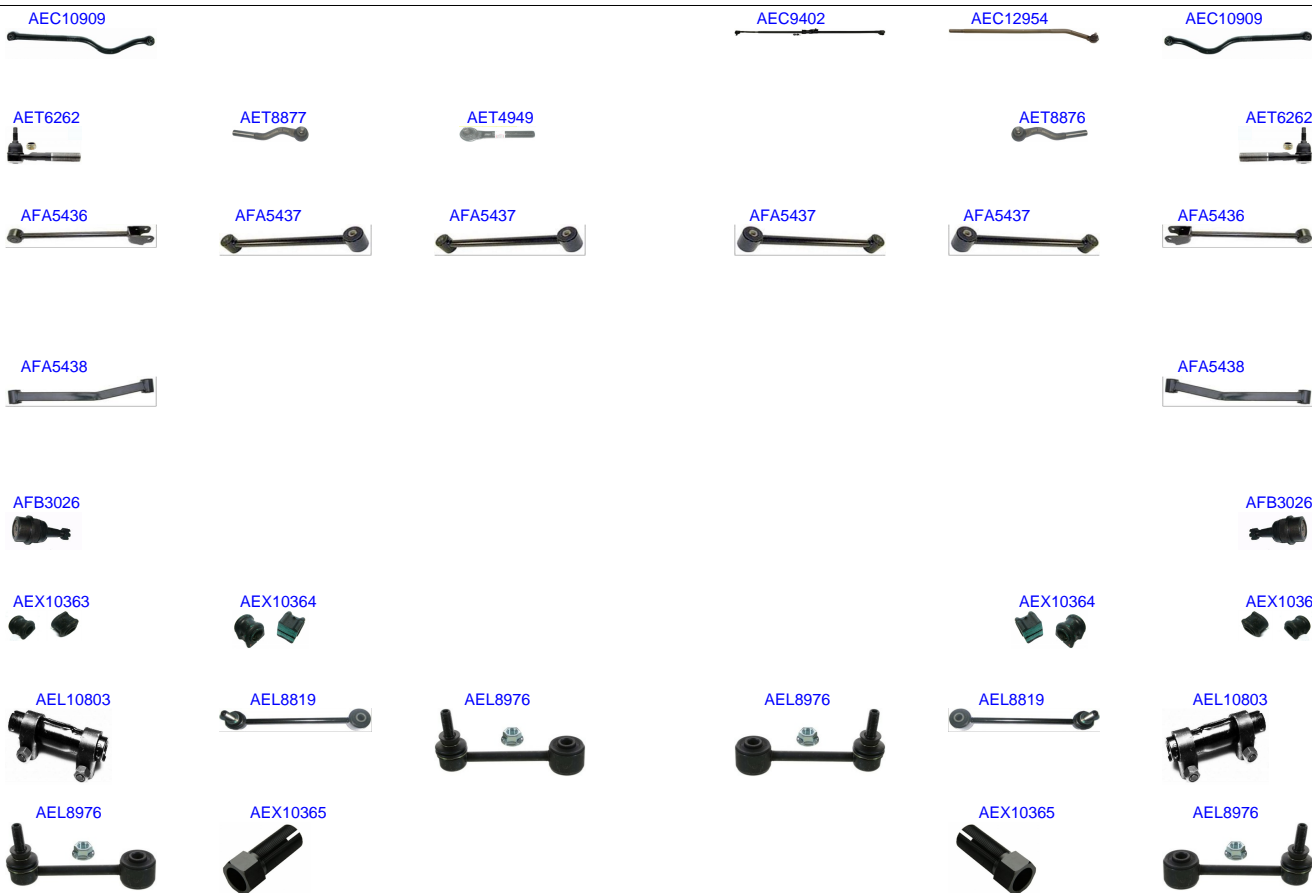 AEC10909 AEC9402 AEC12954 AEC10909
AET6262 AET8877 AET4949 AET8876 AET6262
AFA5436 AFA5437 AFA5437 AFA5437 AFA5437 AFA5436
AFA5438 AFA5438
AFB3026 AFB3026
AEX10363 AEX10364 AEX10364 AEX1036
AEL10803 AEL8819 AEL8976 AEL8976 AEL8819 AEL10803
AEL8976 AEX10365 AEX10365 AEL8976